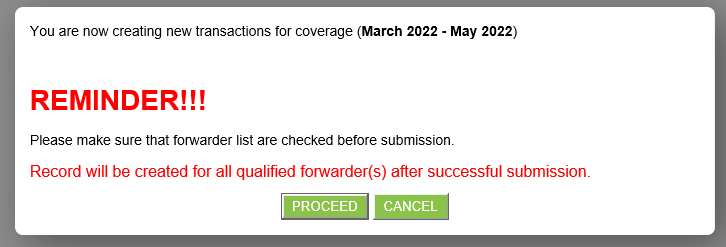 You are now creating new transactions for coverage (March 2022 - May 2022)
REMINDER!!!
Please make sure that forwarder list are checked before submission.
Record will be created for all qualified forwarder(s) after successful submission.
PROCEED CANCEL